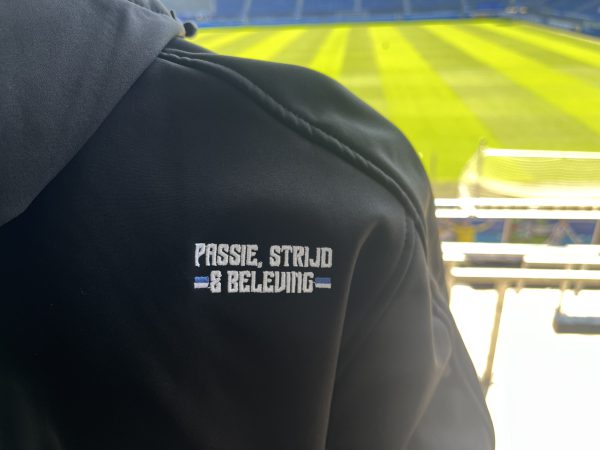 PASSIE, STRIJD
& BELEVING